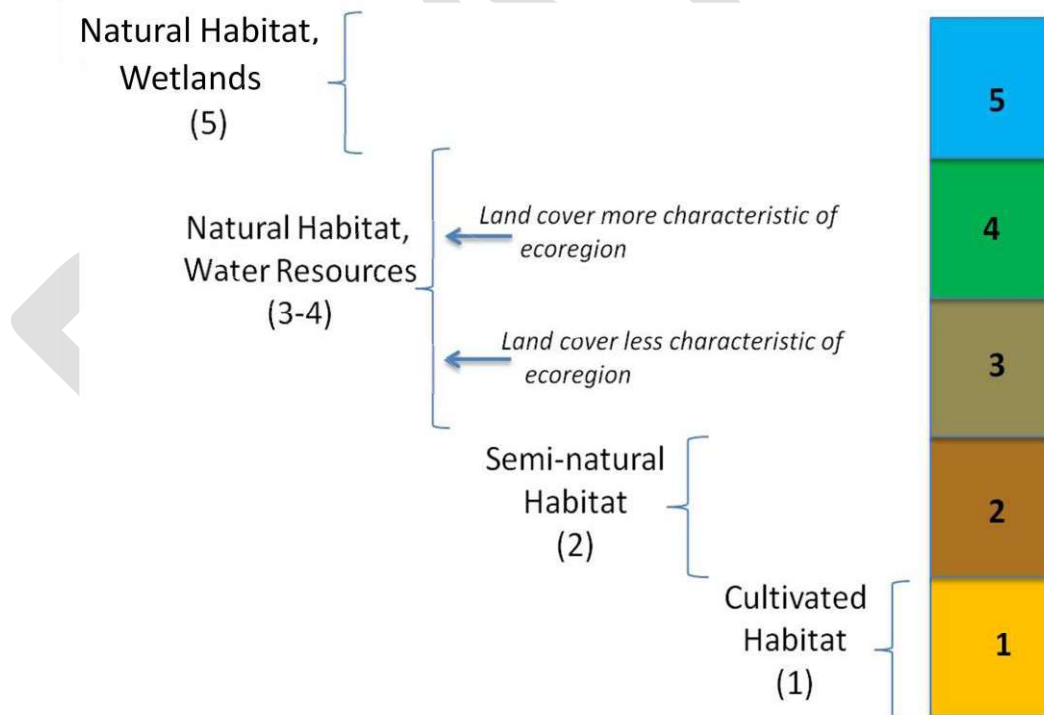 Natural Habitat,
Wetlands
(5)
5
Natural Habitat,
Water Resources
(3-4)
Land cover more characteristic of
ecoregion
4
Land cover less characteristic of
ecoregion
3
Semi-natural
Habitat
(2)
2
Cultivated
Habitat
(1)
1